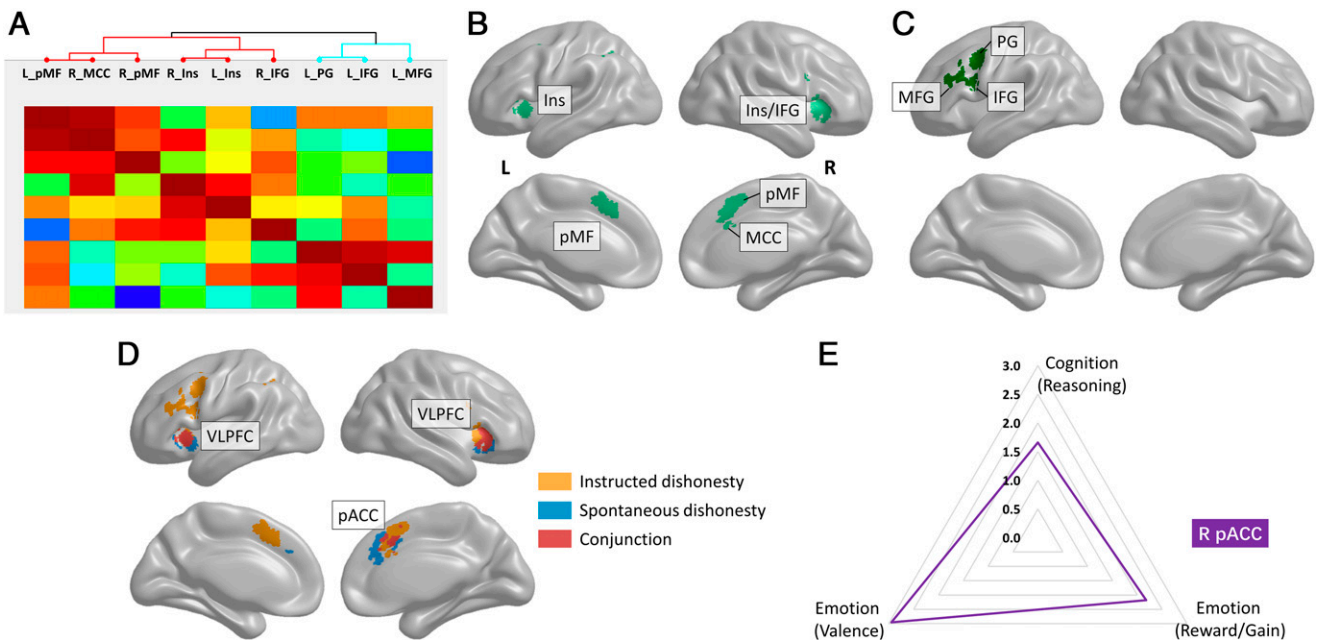 A
L_pMF R_MCC R_pMF R_Ins L_Ins R_IFG L_PG L_IFG L_MFG
B
Ins
Ins/IFG
L
R
pMF
pMF
MCC
C
PG
MFG
IFG
D
VLPFC
VLPFC
pACC
Instructed dishonesty
Spontaneous dishonesty
Conjunction
E
3.0
2.5
2.0
1.5
1.0
0.5
0.0
Cognition
(Reasoning)
R pACC
Emotion
(Valence)
Emotion
(Reward/Gain)